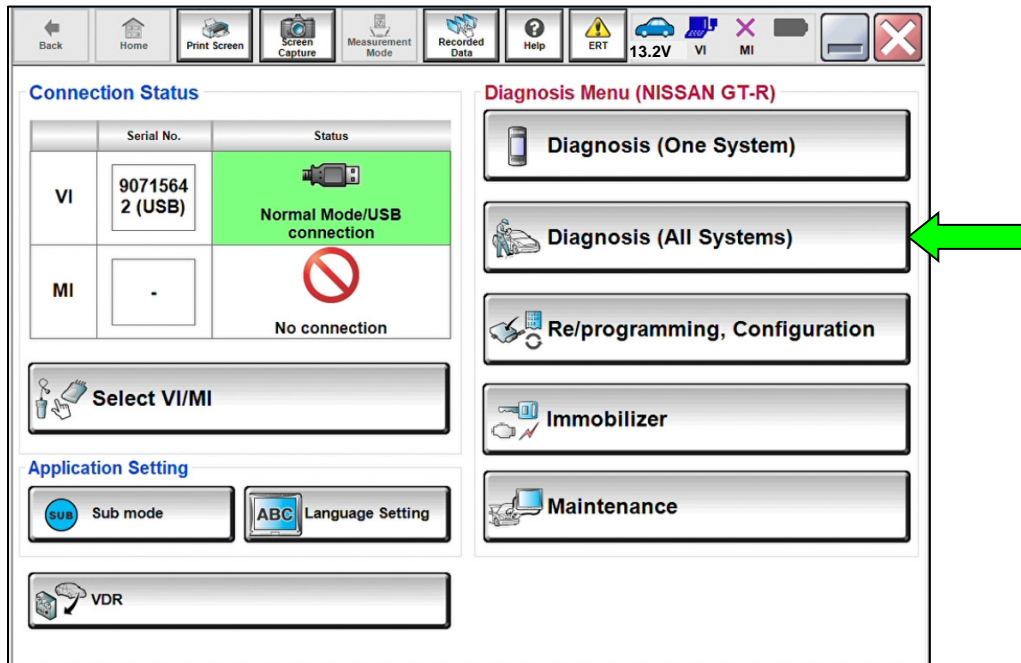 Back
Home
Print Screen
Screen
Capture
Measurement
Mode
Recorded
Data
Help
ERT
13.2V
VI
MI
Connection Status
Serial No.
Status
VI
9071564
2 (USB)
Normal Mode/USB
connection
MI
-
No connection
Select VI/MI
Application Setting
SUB
Sub mode
ABC
Language Setting
VDR
Diagnosis Menu (NISSAN GT-R)
Diagnosis (One System)
Diagnosis (All Systems)
Re/programming, Configuration
Immobilizer
Maintenance